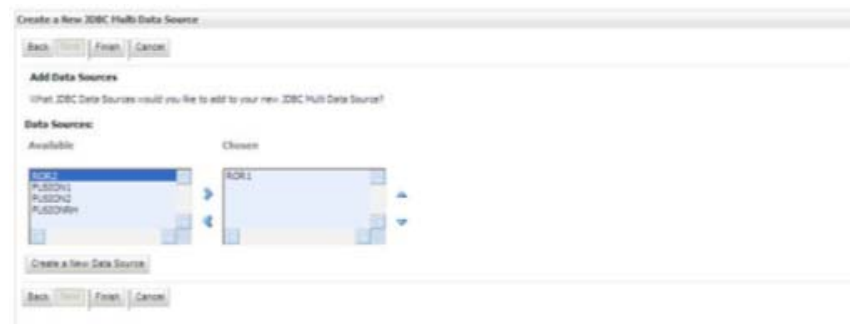 Create a New JDBC Multi Data Source
Back Next Finish Cancel
Add Data Sources
What JDBC Data Sources would you like to add to your new JDBC Multi Data Source?
Data Sources:
Available Chosen
ROR2 ROR1
FUSION1
FUSION2
FUSIONRH
Create a New Data Source
Back Next Finish Cancel